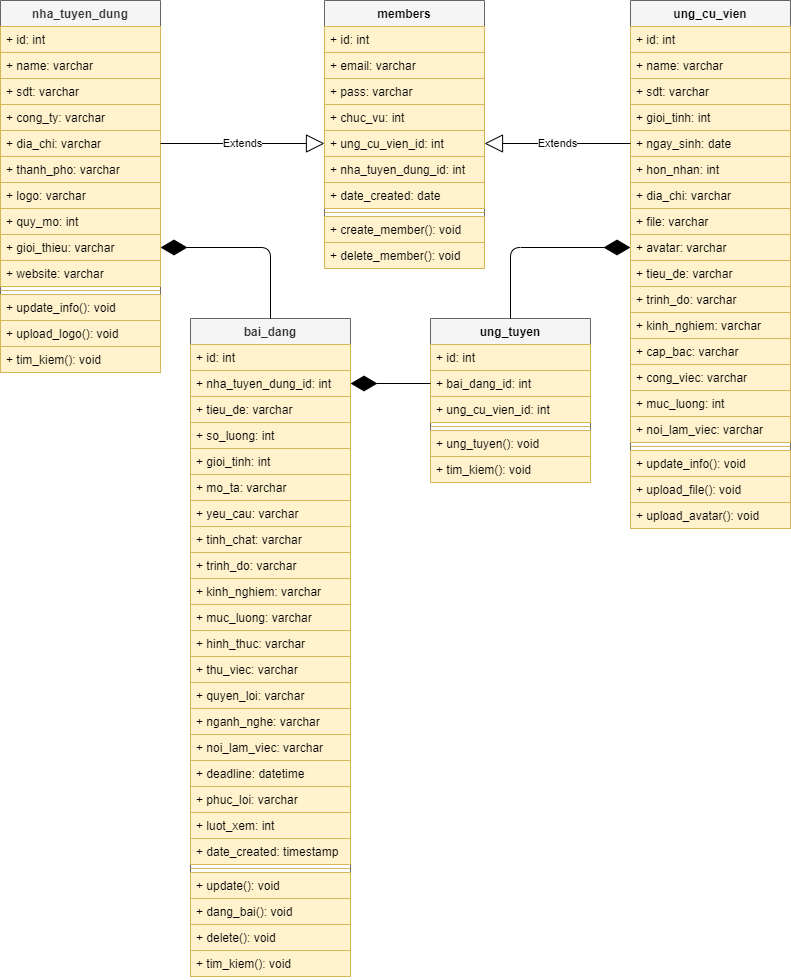 nha_tuyen_dung
+ id: int
+ name: varchar
+ sdt: varchar
+ cong_ty: varchar
+ dia_chi: varchar
+ thanh_pho: varchar
+ logo: varchar
+ quy_mo: int
+ gioi_thieu: varchar
+ website: varchar
+ update_info(): void
+ upload_logo(): void
+ tim_kiem(): void
Extends
members
+ id: int
+ email: varchar
+ pass: varchar
+ chuc_vu: int
+ ung_cu_vien_id: int
+ nha_tuyen_dung_id: int
+ date_created: date
+ create_member(): void
+ delete_member(): void
Extends
ung_cu_vien
+ id: int
+ name: varchar
+ sdt: varchar
+ gioi_tinh: int
+ ngay_sinh: date
+ hon_nhan: int
+ dia_chi: varchar
+ file: varchar
+ avatar: varchar
+ tieu_de: varchar
+ trinh_do: varchar
+ kinh_nghiem: varchar
+ cap_bac: varchar
+ cong_viec: varchar
+ muc_luong: int
+ noi_lam_viec: varchar
+ update_info(): void
+ upload_file(): void
+ upload_avatar(): void
bai_dang
+ id: int
+ nha_tuyen_dung_id: int
+ tieu_de: varchar
+ so_luong: int
+ gioi_tinh: int
+ mo_ta: varchar
+ yeu_cau: varchar
+ tinh_chat: varchar
+ trinh_do: varchar
+ kinh_nghiem: varchar
+ muc_luong: varchar
+ hinh_thuc: varchar
+ thu_viec: varchar
+ quyen_loi: varchar
+ nganh_nghe: varchar
+ noi_lam_viec: varchar
+ deadline: datetime
+ phuc_loi: varchar
+ luot_xem: int
+ date_created: timestamp
+ update(): void
+ dang_bai(): void
+ delete(): void
+ tim_kiem(): void
ung_tuyen
+ id: int
+ bai_dang_id: int
+ ung_cu_vien_id: int
+ ung_tuyen(): void
+ tim_kiem(): void